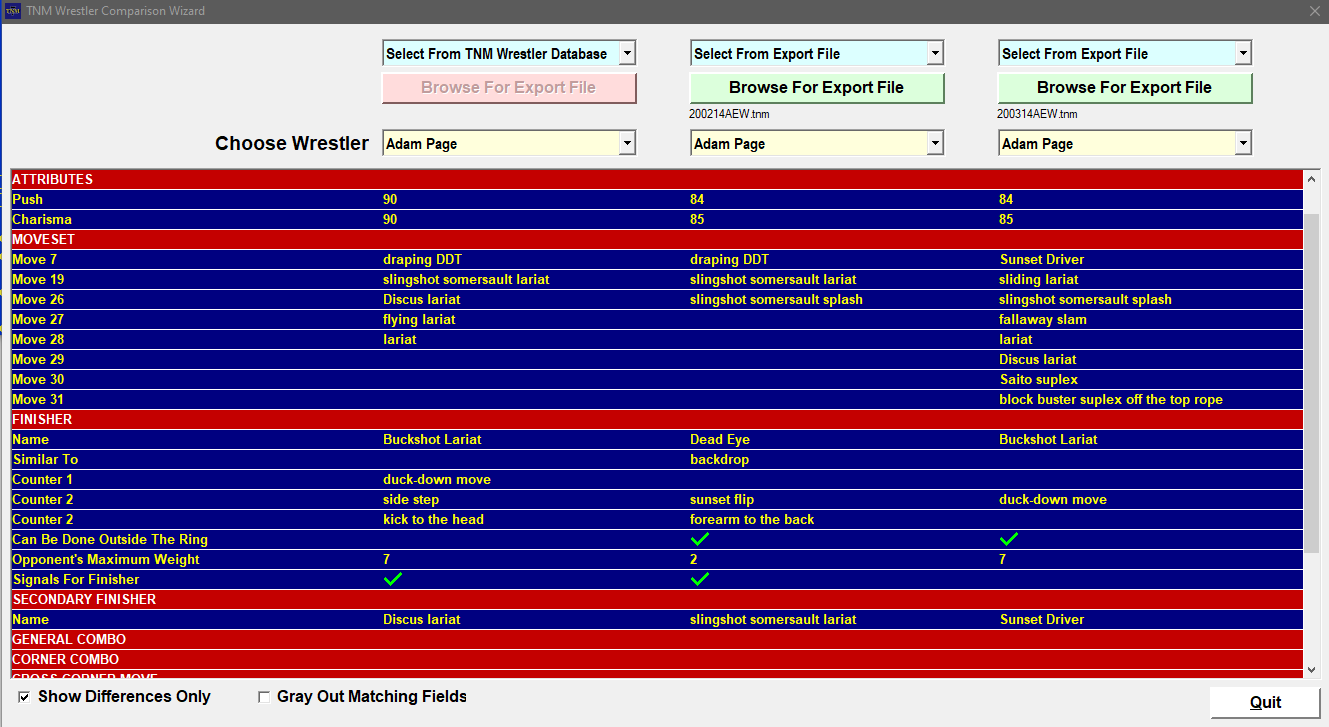 TNM Wrestler Comparison Wizard
Select From TNM Wrestler Database Select From Export File Select From Export File
Browse For Export File Browse For Export File Browse For Export File
200214AEW.tnm 200314AEW.tnm
Choose Wrestler Adam Page Adam Page Adam Page
ATTRIBUTES
Push 90 84 84
Charisma 90 85 85
MOVESET
Move 7 draping DDT draping DDT Sunset Driver
Move 19 slingshot somersault lariat slingshot somersault lariat sliding lariat
Move 26 Discus lariat slingshot somersault splash slingshot somersault splash
Move 27 flying lariat fallaway slam
Move 28 lariat lariat
Move 29 Discus lariat
Move 30 Saito suplex
Move 31 block buster suplex off the top rope
FINISHER
Name Buckshot Lariat Dead Eye Buckshot Lariat
Similar To backdrop
Counter 1 duck-down move
Counter 2 side step sunset flip duck-down move
Counter 2 kick to the head forearm to the back
Can Be Done Outside The Ring
Opponent's Maximum Weight 7 2 7
Signals For Finisher
SECONDARY FINISHER
Name Discus lariat slingshot somersault lariat Sunset Driver
GENERAL COMBO
CORNER COMBO
CROSS CORNER MOVE
Show Differences Only Gray Out Matching Fields
Quit